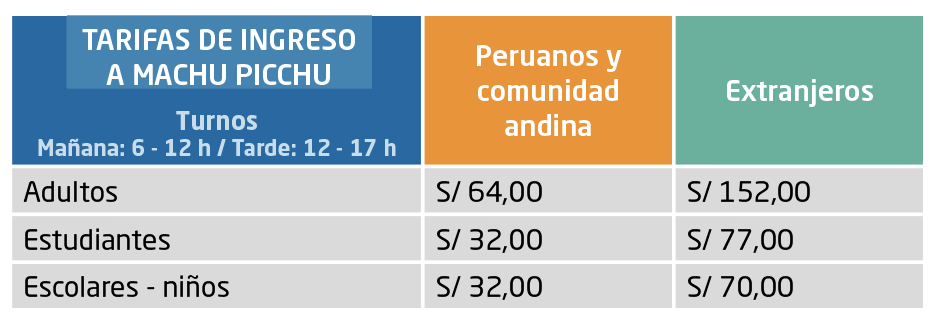 TARIFAS DE INGRESO
A MACHU PICCHU
Turnos
Mañana: 6 - 12 h / Tarde: 12 - 17 h
Peruanos y
comunidad
andina
Extranjeros
Adultos S/ 64,00 S/ 152,00
Estudiantes S/ 32,00 S/ 77,00
Escolares - niños S/ 32,00 S/ 70,00